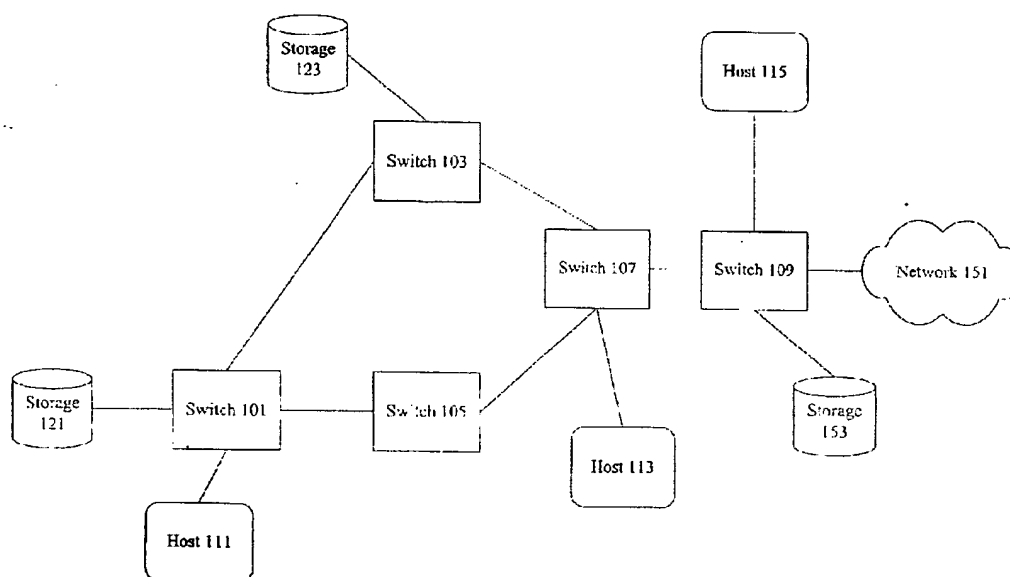 Storage
123
Host 115
Switch 103
Switch 107
Switch 109
Network 151
Storage
121
Switch 101
Switch 105
Storage
153
Host 113
Host 111